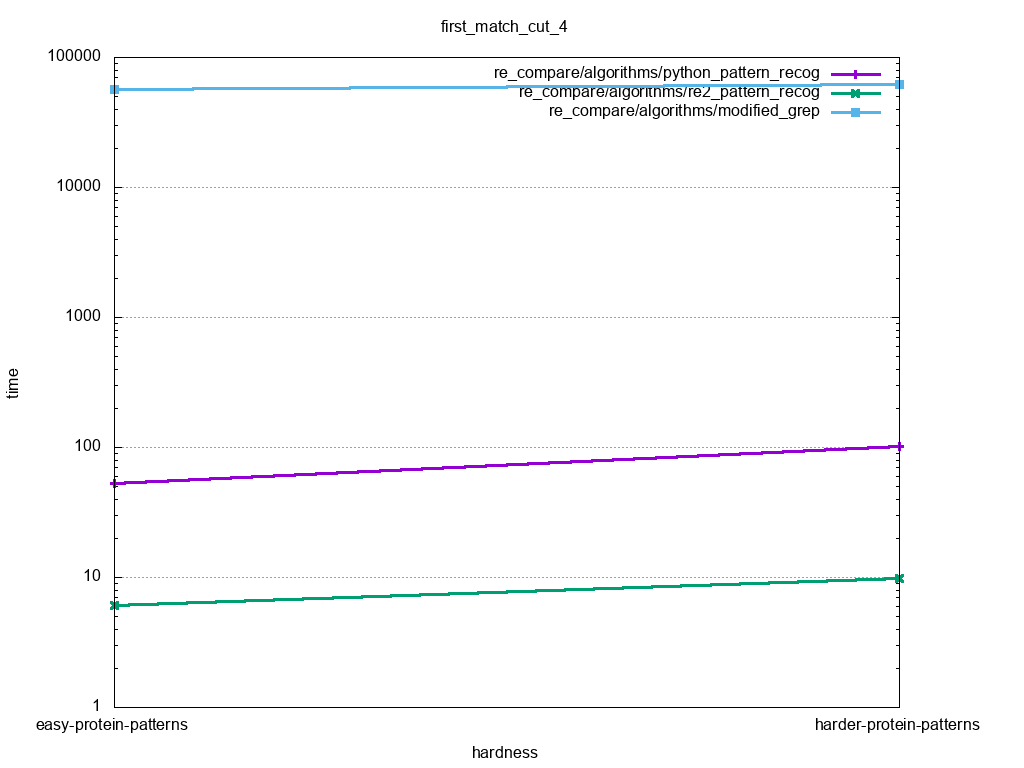 first_match_cut_4
100000
10000
1000
100
10
1
time
re_compare/algorithms/python_pattern_recog
re_compare/algorithms/re2_pattern_recog
re_compare/algorithms/modified_grep
easy-protein-patterns
harder-protein-patterns
hardness